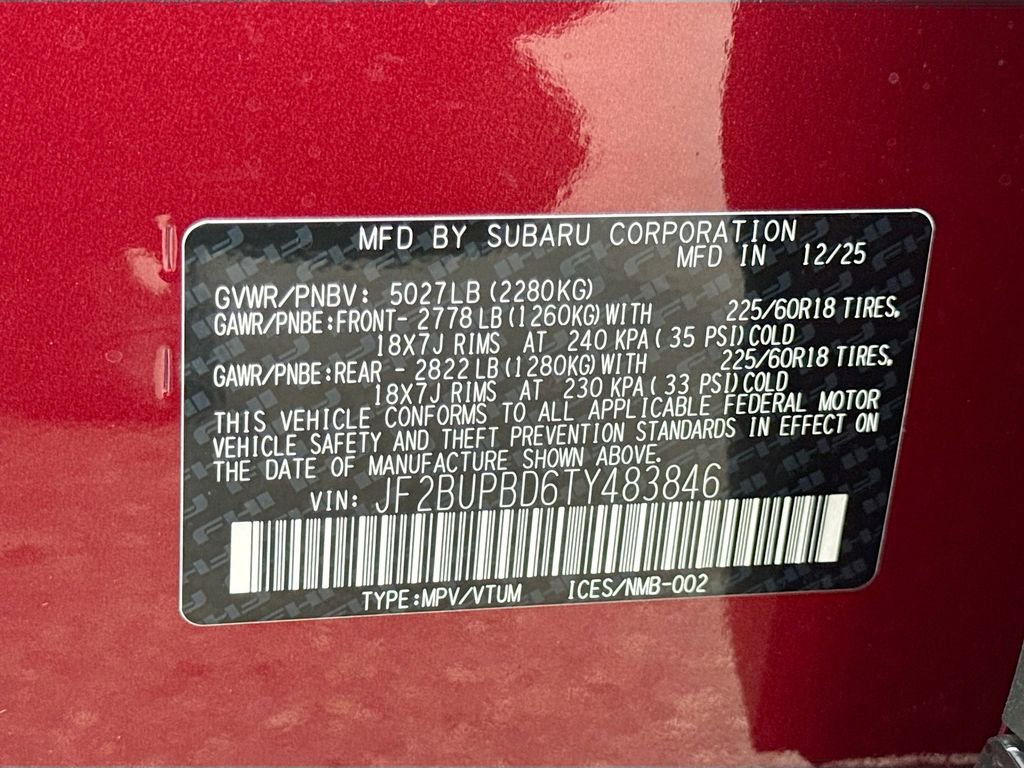 MFD BY SUBARU CORPORATION
MFD IN 12/25
GVWR/PNBV: 5027LB (2280KG)
GAWR/PNBE:FRONT- 2778 LB (1260KG) WITH 225/60R18 TIRES,
18X7J RIMS AT 240 KPA ( 35 PSI) COLD
GAWR/PNBE:REAR - 2822 LB (1280KG) WITH 225/60R18 TIRES,
18X7J RIMS AT 230 KPA ( 33 PSI) COLD
THIS VEHICLE CONFORMS TO ALL APPLICABLE FEDERAL MOTOR
VEHICLE SAFETY AND THEFT PREVENTION STANDARDS IN EFFECT ON
THE DATE OF MANUFACTURE SHOWN ABOVE.
VIN: JF2BUPBD6TY483846
TYPE:MPV/VTUM ICES/NMB-002